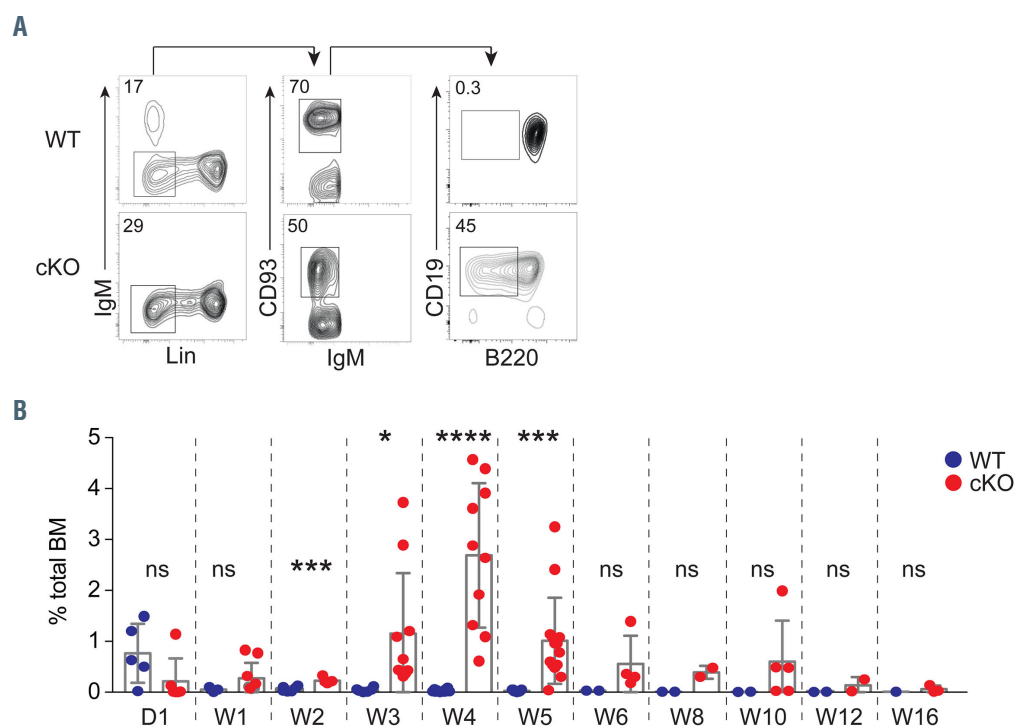 A
17
70
0.3
WT
29
50
45
cKO
IgM
CD93
CD19
Lin
IgM
B220
B
5
4
3
2
1
0
% total BM
ns
ns
***
*
****
***
ns
ns
ns
ns
ns
WT
cKO
D1 W1 W2 W3 W4 W5 W6 W8 W10 W12 W16